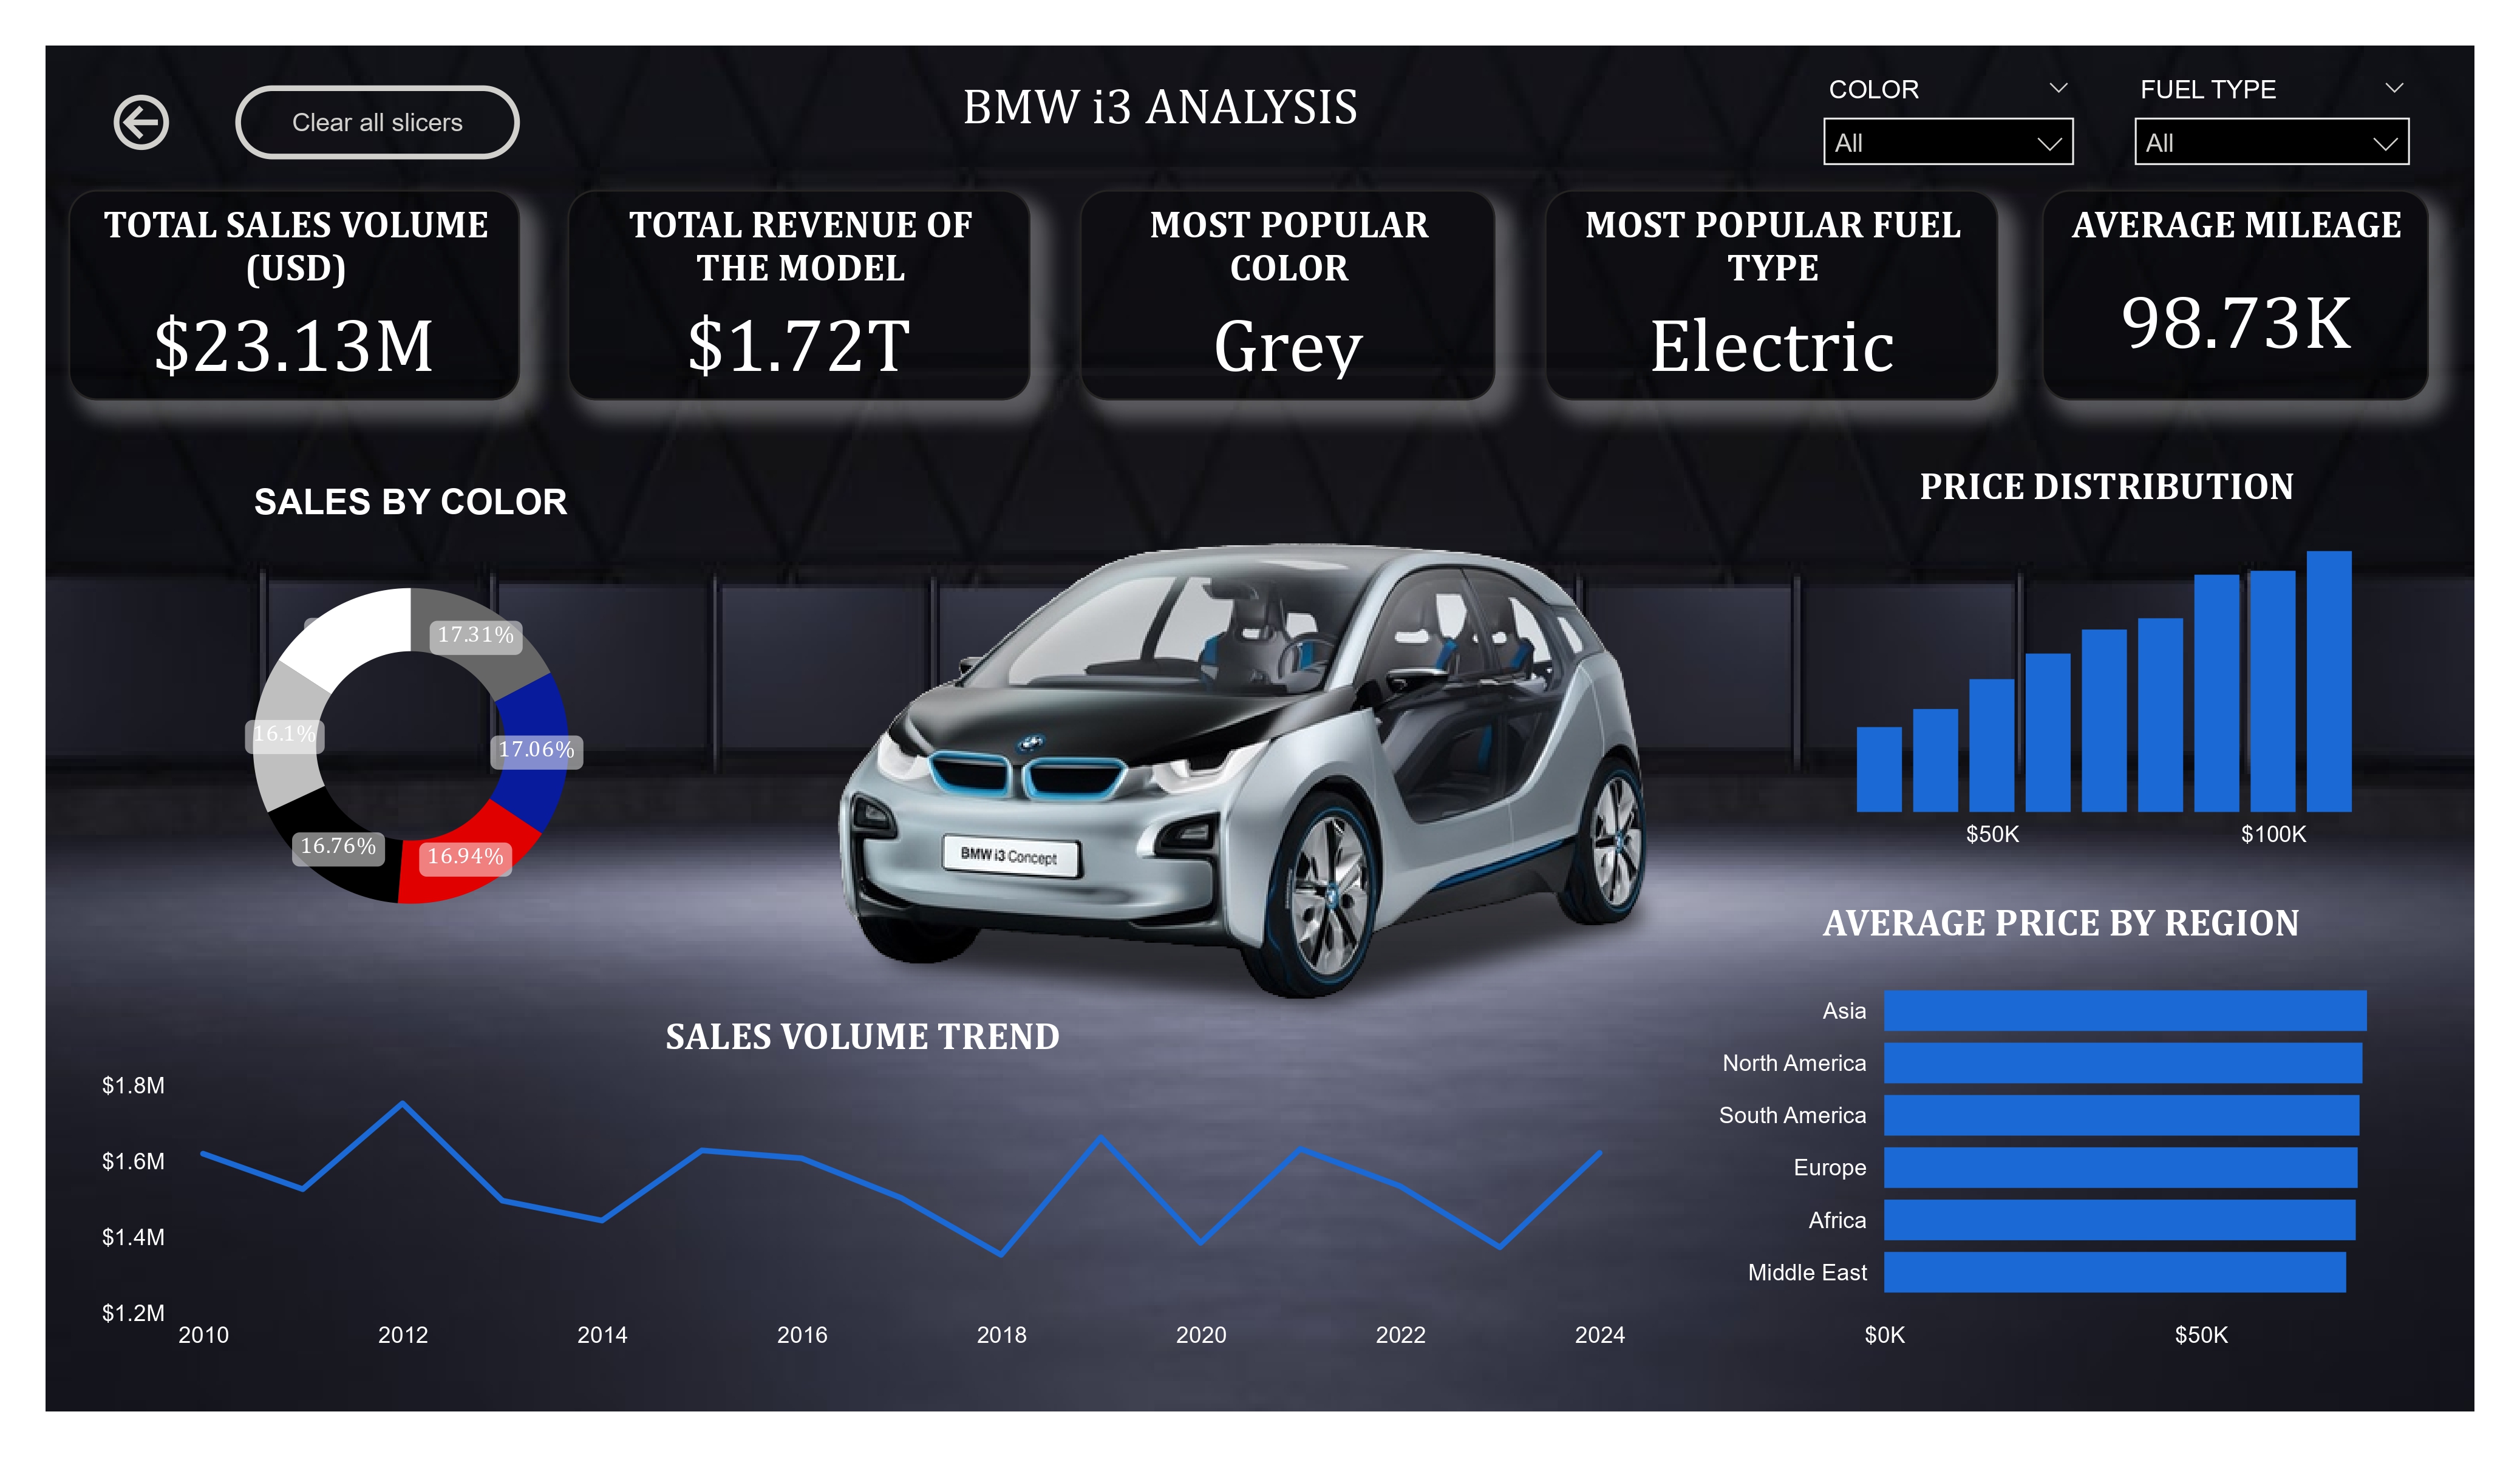 Clear all slicers
BMW i3 ANALYSIS
COLOR
FUEL TYPE
All
All
TOTAL SALES VOLUME
(USD)
$23.13M
TOTAL REVENUE OF
THE MODEL
$1.72T
MOST POPULAR
COLOR
Grey
MOST POPULAR FUEL
TYPE
Electric
AVERAGE MILEAGE
98.73K
SALES BY COLOR
17.31%
17.06%
16.94%
16.76%
16.1%
BMW i3 Concept
PRICE DISTRIBUTION
$50K
$100K
AVERAGE PRICE BY REGION
Asia
North America
South America
Europe
Africa
Middle East
$0K
$50K
SALES VOLUME TREND
$1.8M
$1.6M
$1.4M
$1.2M
2010
2012
2014
2016
2018
2020
2022
2024